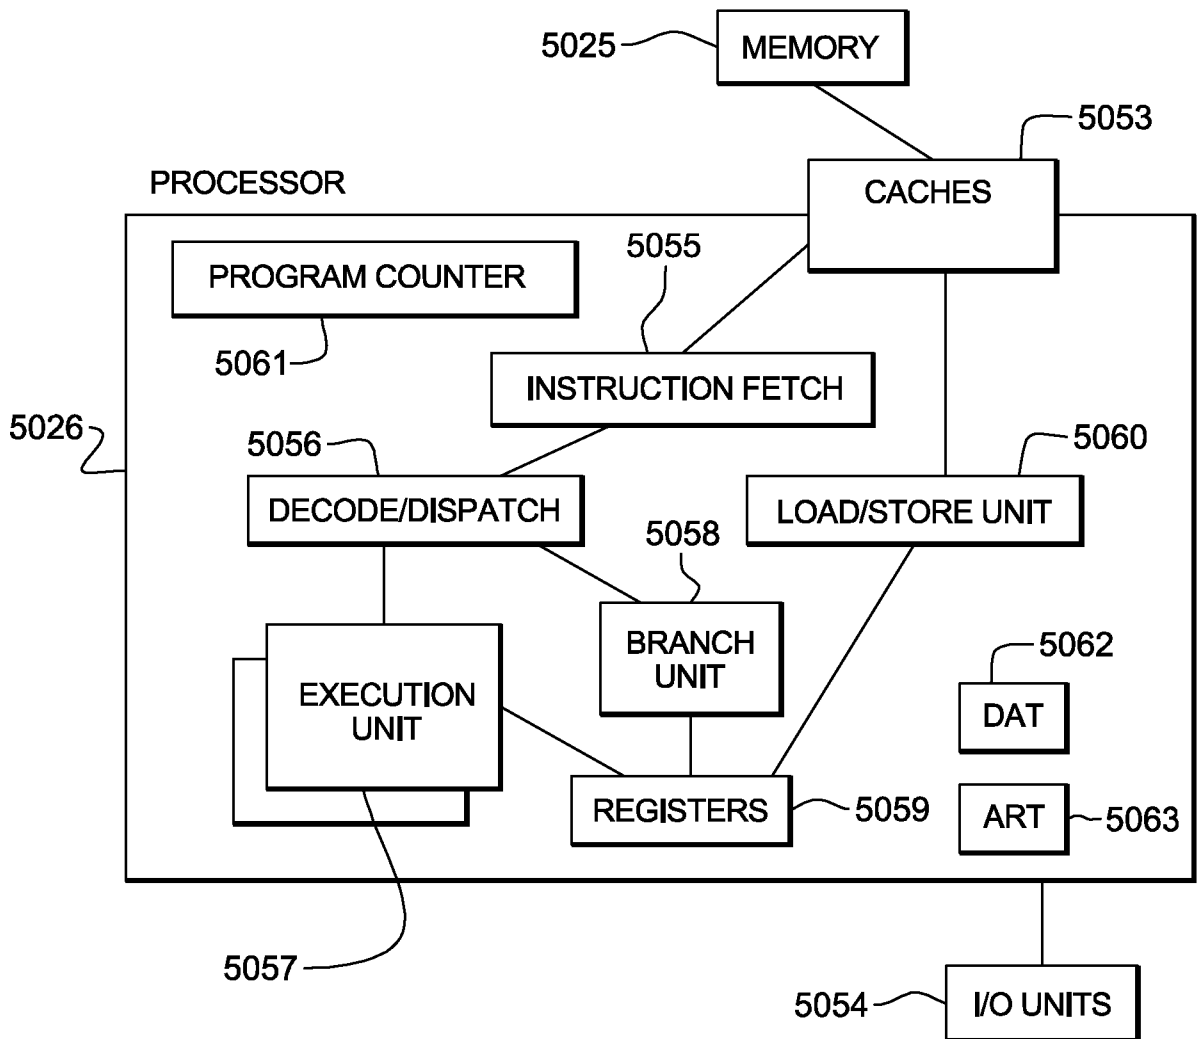 5025
MEMORY
5053
PROCESSOR
CACHES
PROGRAM COUNTER
5055
5061
INSTRUCTION FETCH
5026
5056
5060
DECODE/DISPATCH
LOAD/STORE UNIT
5058
BRANCH
UNIT
5062
EXECUTION
UNIT
DAT
REGISTERS
5059
ART
5063
5057
5054
I/O UNITS